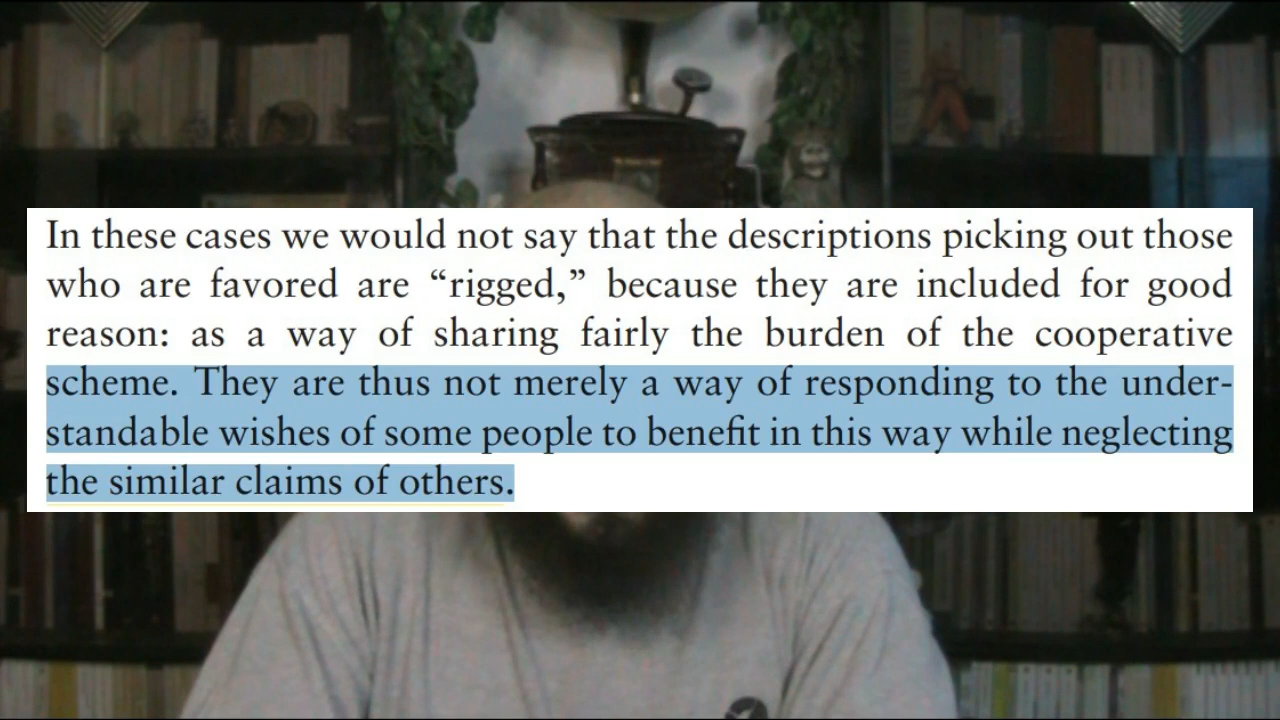 In these cases we would not say that the descriptions picking out those
who are favored are “rigged,” because they are included for good
reason: as a way of sharing fairly the burden of the cooperative
scheme. They are thus not merely a way of responding to the under-
standable wishes of some people to benefit in this way while neglecting
the similar claims of others.